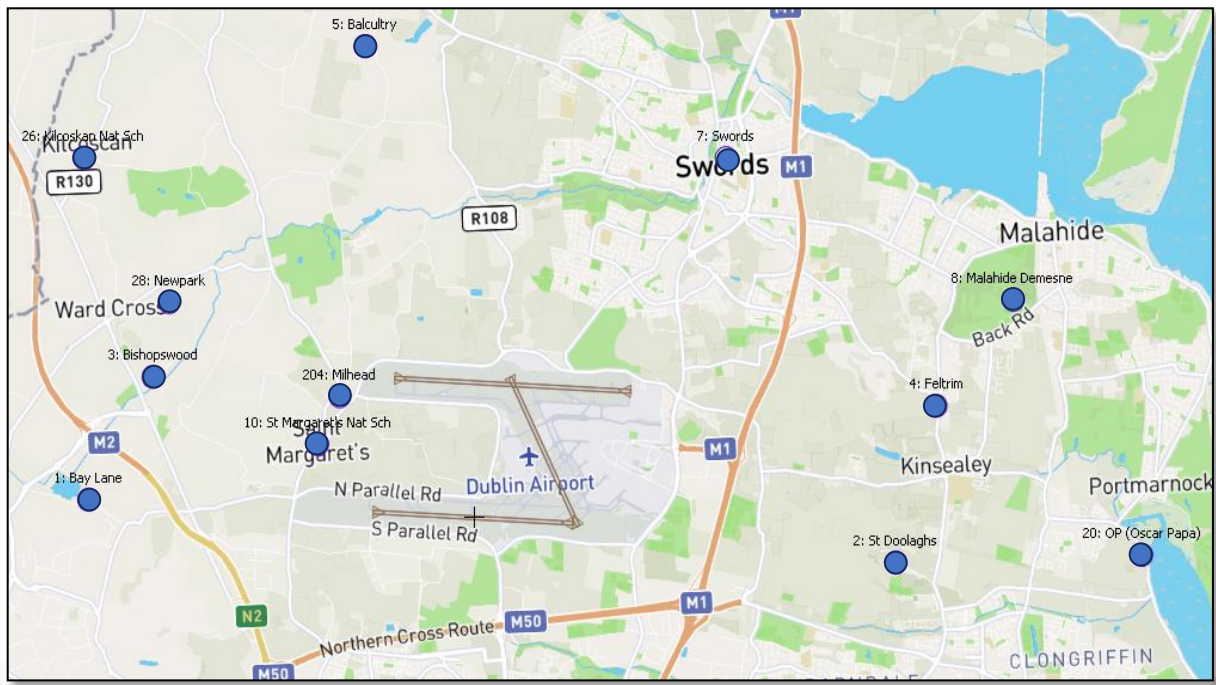 M1
5: Balcultry
26: Kilcoskan Nat Sch
Kilcoscan
R130
7: Swords
Swords
M1
R108
Malahide
28: Newpark
8: Malahide Demesne
Ward Cross
Back Rd
3: Bishopswood
204: Milhead
4: Feltrim
10: St Margaret's Nat Sch
Saint
Margaret's
M2
M1
Kinsealey
1: Bay Lane
Dublin Airport
Portmarnock
N Parallel Rd
S Parallel Rd
20: OP (Oscar Papa)
2: St Doolaghs
M1
N2
M50
Northern Cross Route
CLONGRIFFIN
M50